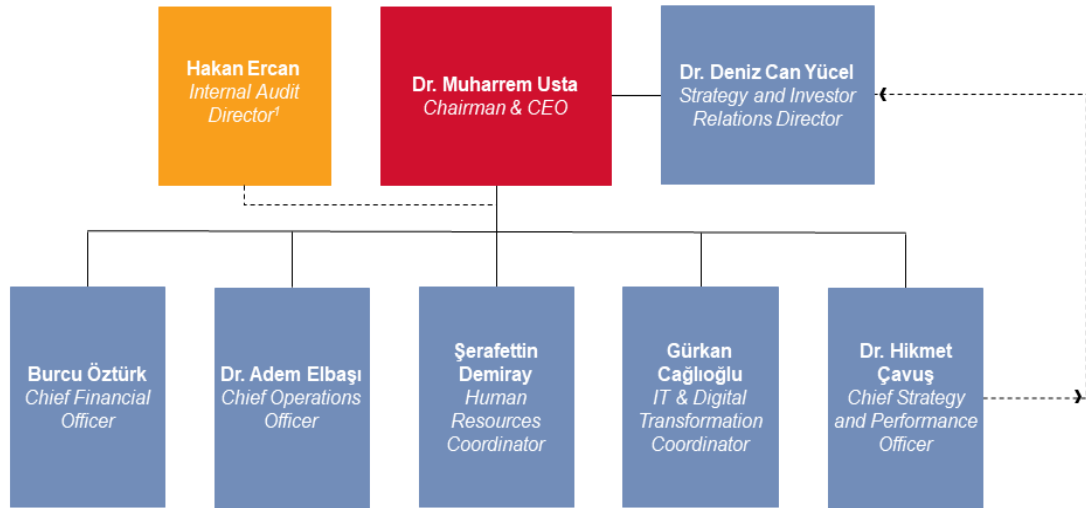 Hakan Ercan
Internal Audit
Director¹
Dr. Muharrem Usta
Chairman & CEO
Dr. Deniz Can Yücel
Strategy and Investor
Relations Director
Burcu Öztürk
Chief Financial
Officer
Dr. Adem Elbaşı
Chief Operations
Officer
Şerafettin
Demiray
Human
Resources
Coordinator
Gürkan
Cağlıoğlu
IT & Digital
Transformation
Coordinator
Dr. Hikmet
Çavuş
Chief Strategy
and Performance
Officer